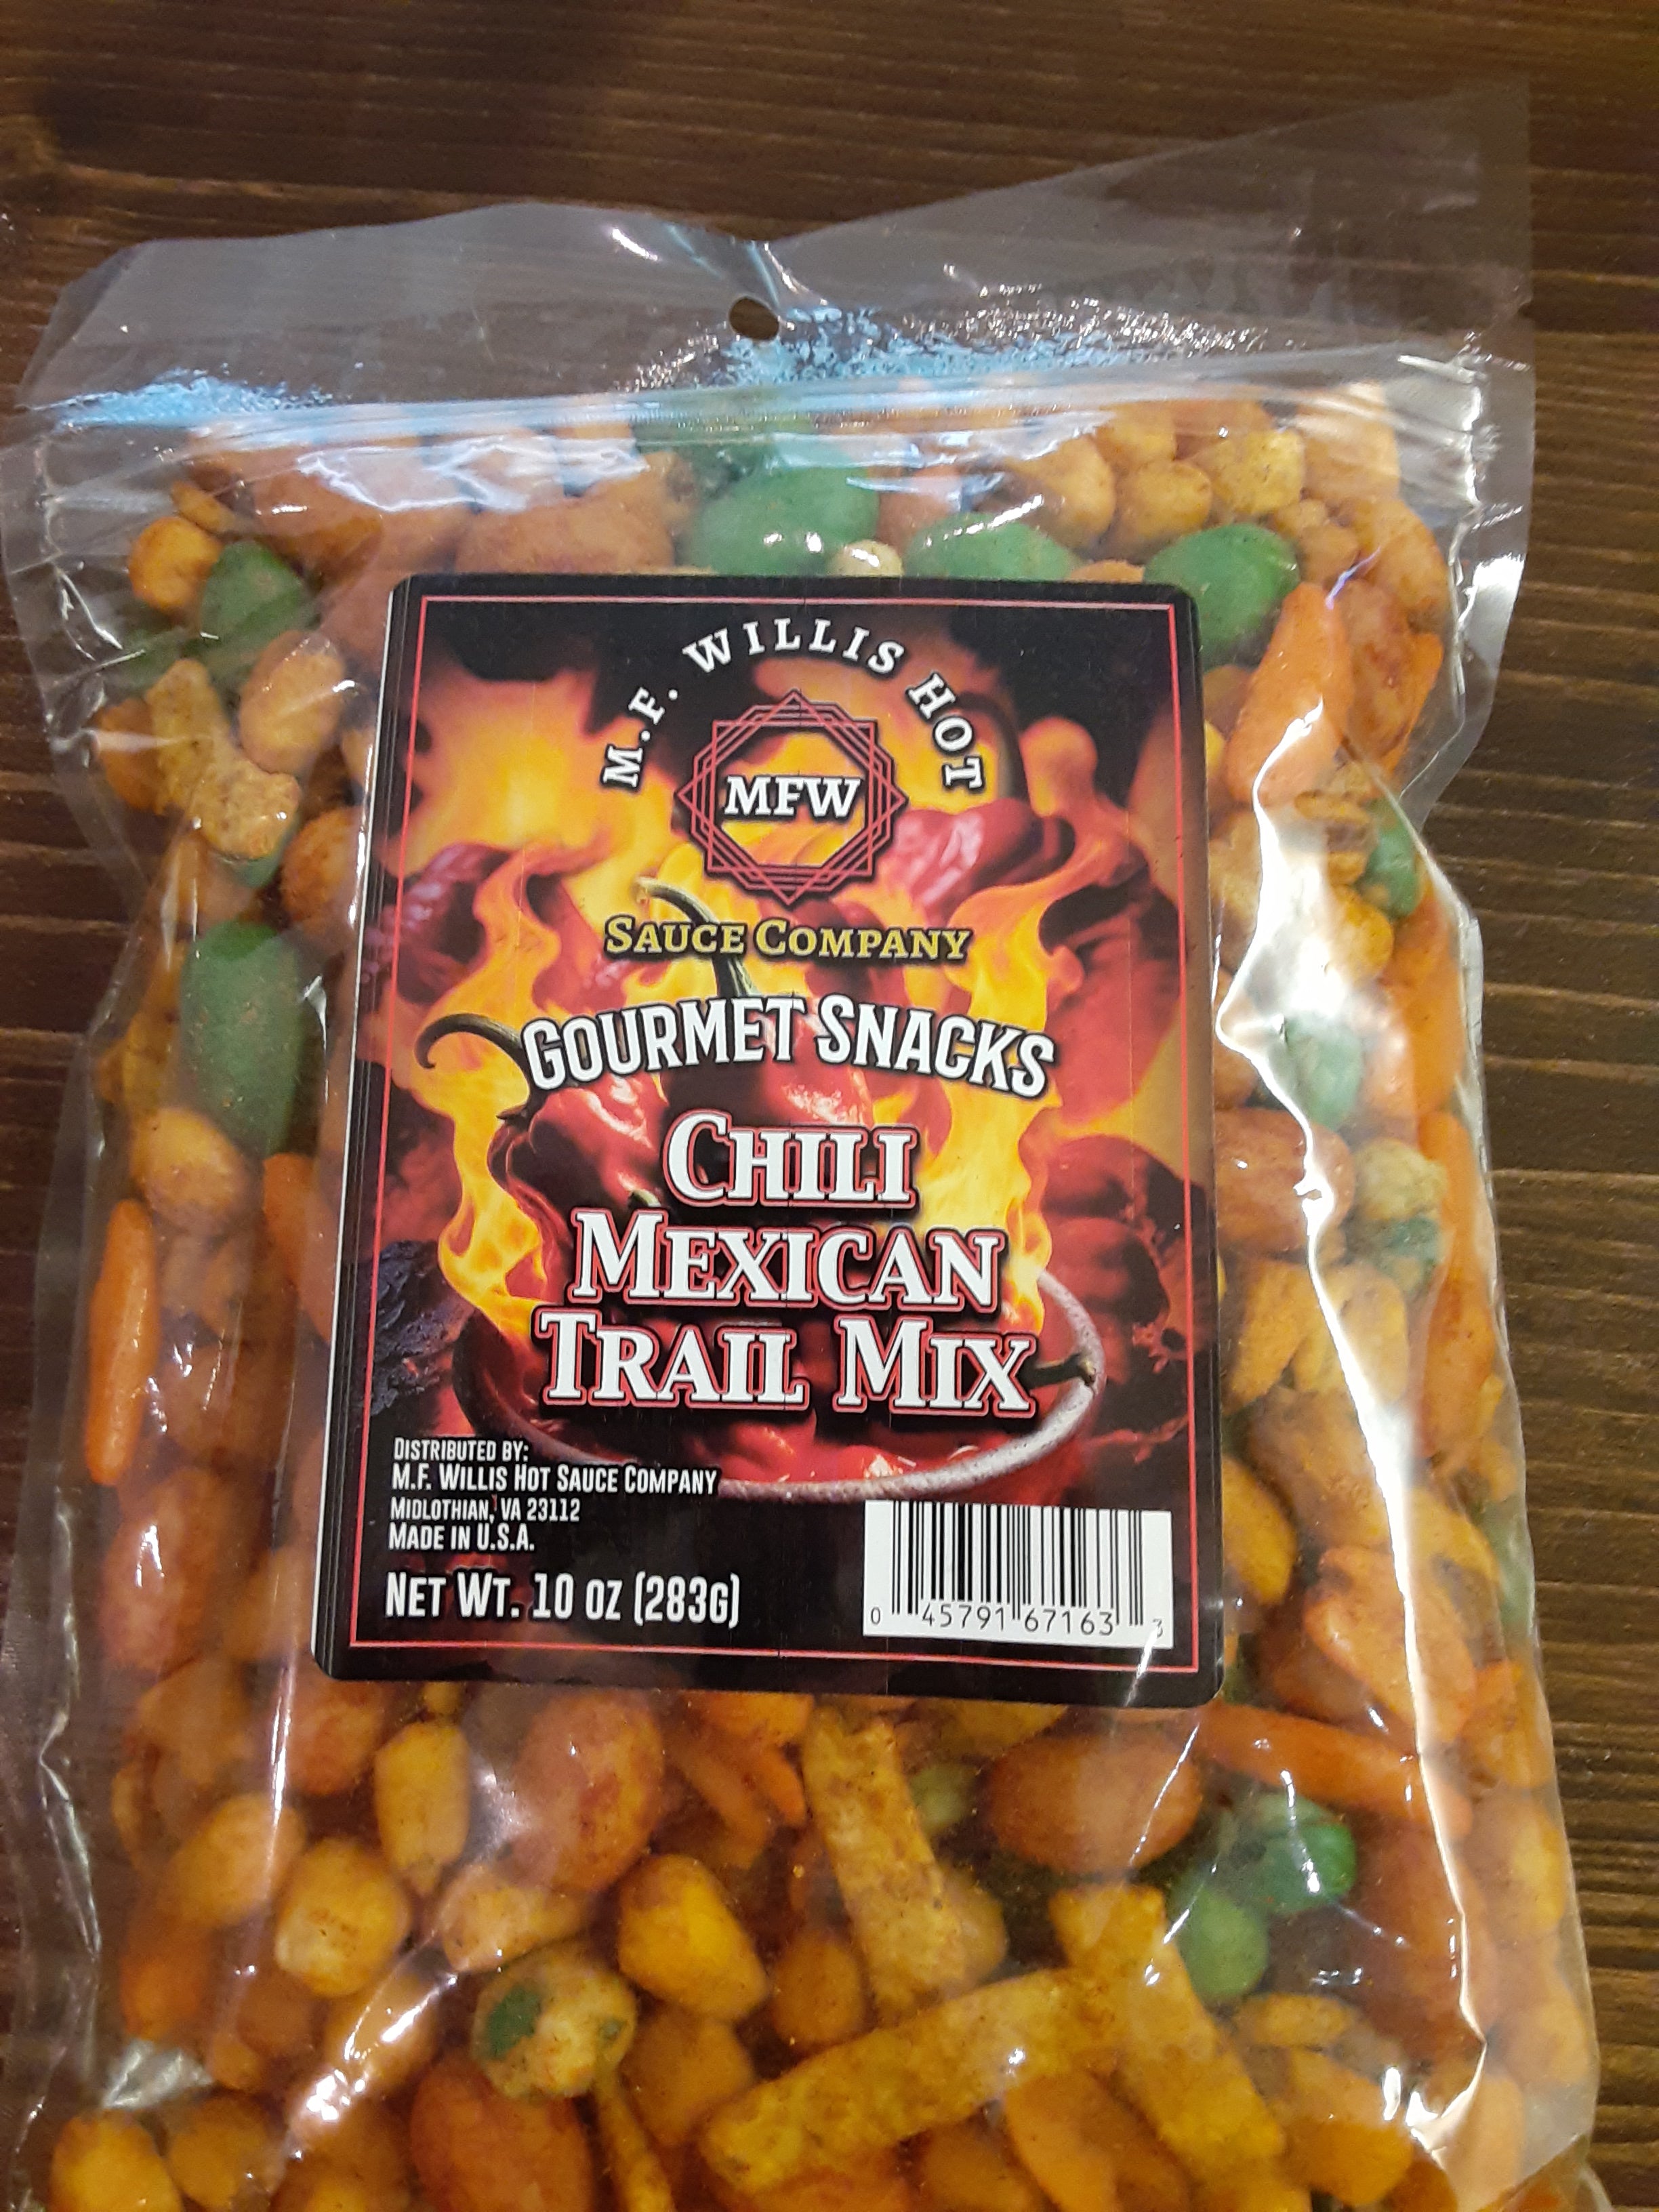 M.F. WILLIS HOT
MFW
SAUCE COMPANY
GOURMET SNACKS
CHILI
MEXICAN
TRAIL MIX
DISTRIBUTED BY:
M.F. WILLIS HOT SAUCE COMPANY
MIDLOTHIAN, VA 23112
MADE IN U.S.A.
NET WT. 10 OZ (283G)
0 45791 67163 3